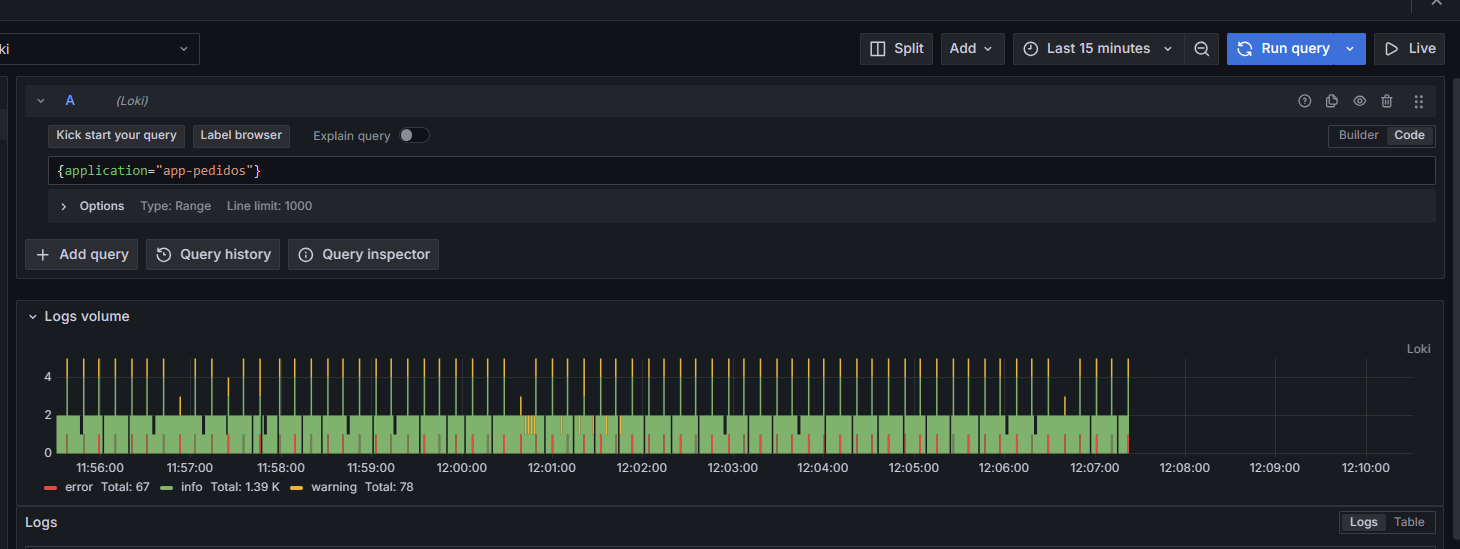 ki Split Add Last 15 minutes Run query Live
A (Loki)
Kick start your query Label browser Explain query Builder Code
{application="app-pedidos"}
Options Type: Range Line limit: 1000
Add query Query history Query inspector
Logs volume
Loki
4
2
0
11:56:00 11:57:00 11:58:00 11:59:00 12:00:00 12:01:00 12:02:00 12:03:00 12:04:00 12:05:00 12:06:00 12:07:00 12:08:00 12:09:00 12:10:00
error Total: 67 info Total: 1.39 K warning Total: 78
Logs Logs Table